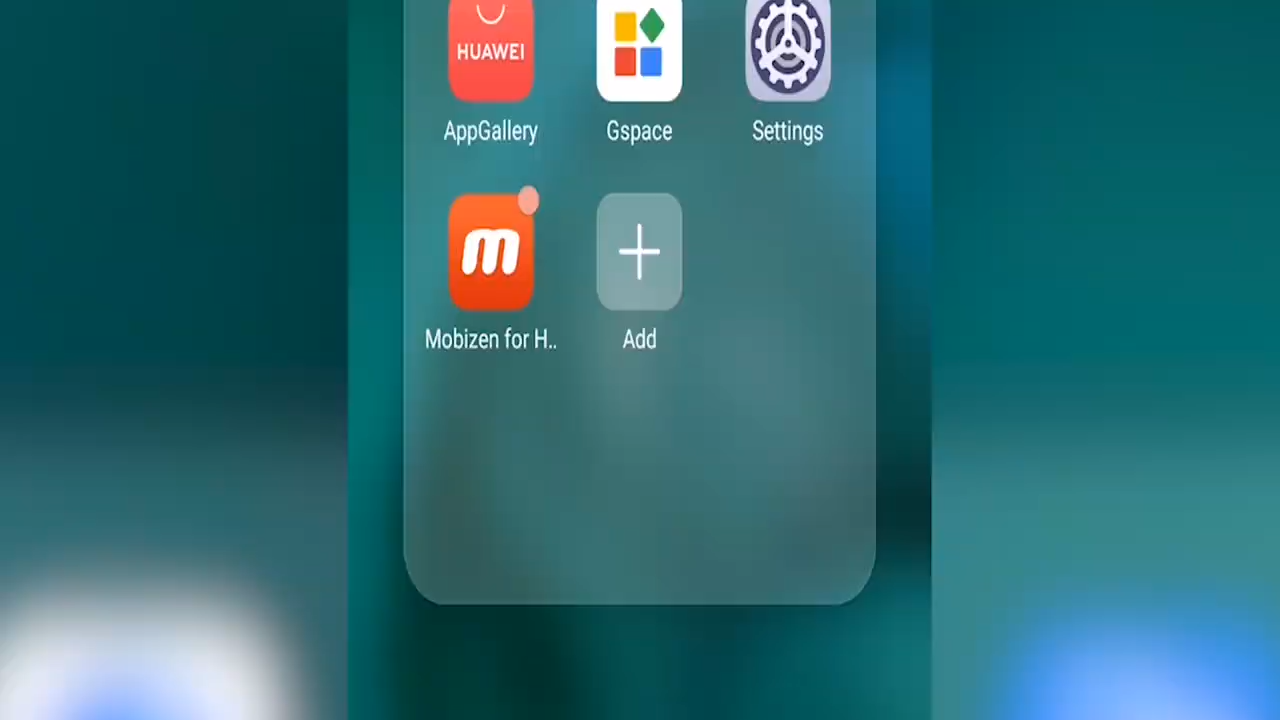 HUAWEI
AppGallery
Gspace
Settings
m
Mobizen for H..
Add